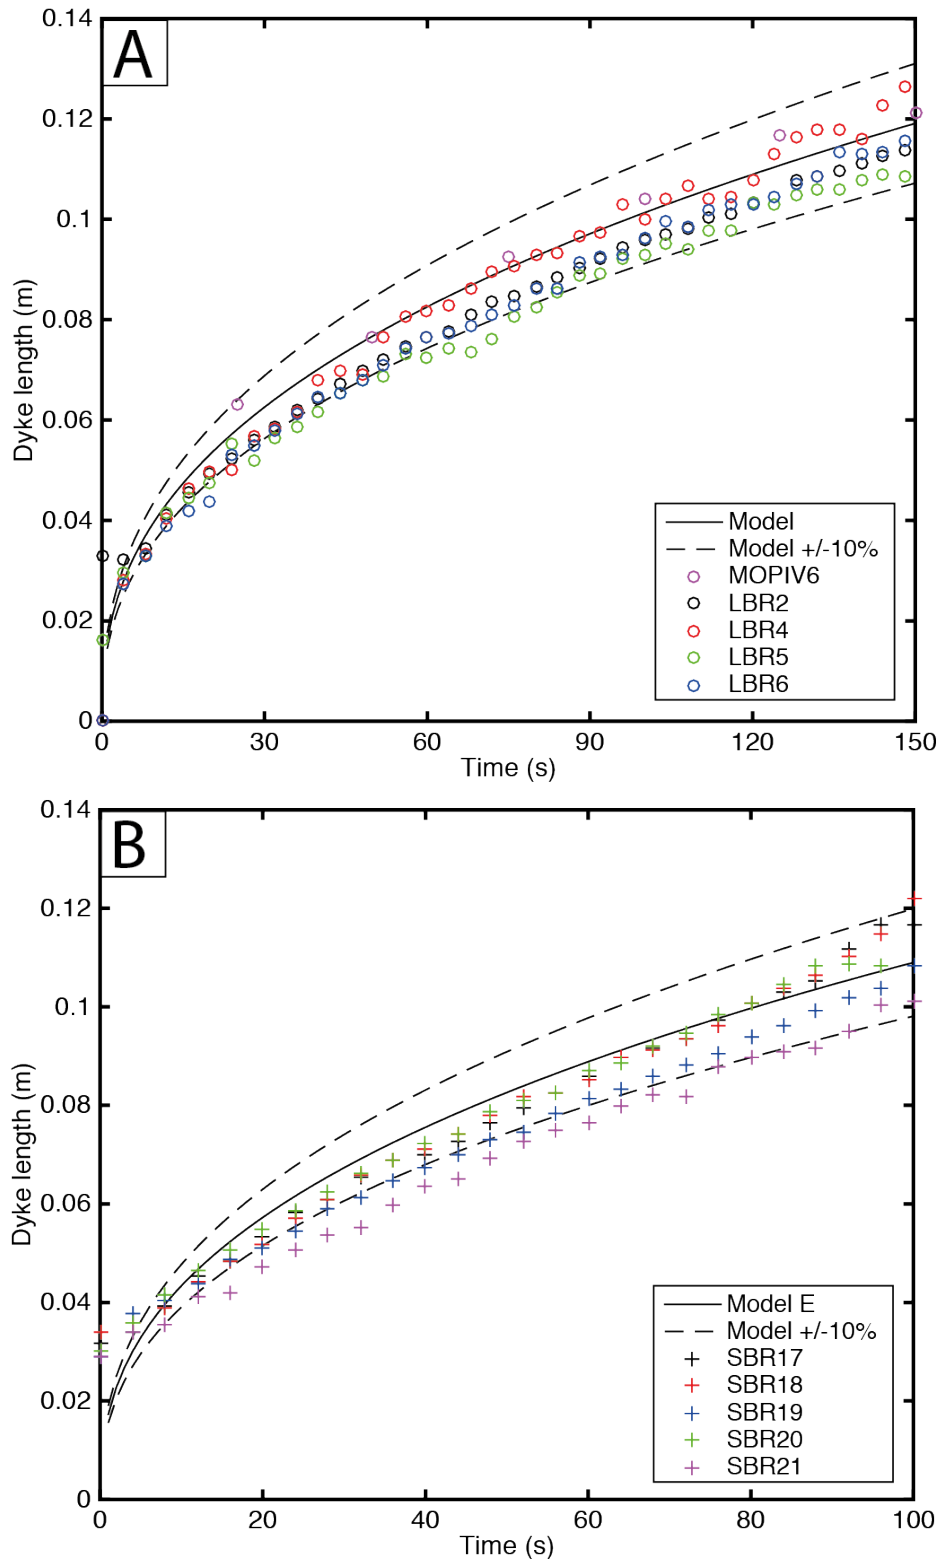 A
0.14
0.12
0.1
0.08
0.06
0.04
0.02
0
Dyke length (m)
Model
Model +/-10%
MOPIV6
LBR2
LBR4
LBR5
LBR6
0 30 60 90 120 150
Time (s)
B
0.14
0.12
0.1
0.08
0.06
0.04
0.02
0
Dyke length (m)
Model E
Model +/-10%
SBR17
SBR18
SBR19
SBR20
SBR21
0 20 40 60 80 100
Time (s)